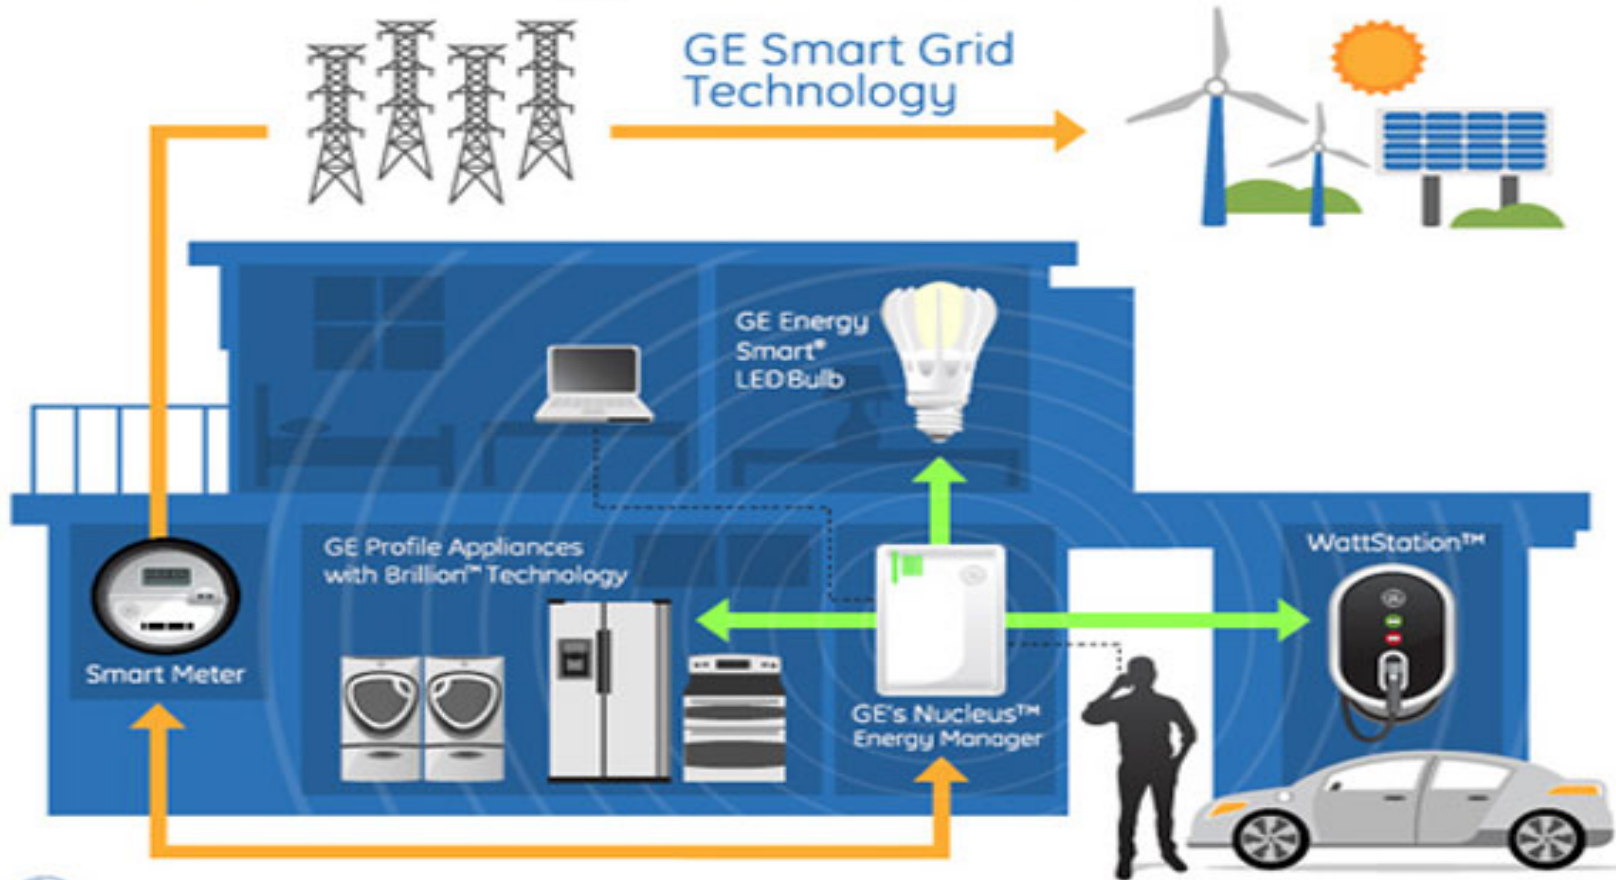 GE Smart Grid
Technology
GE Energy
Smart®
LED Bulb
GE Profile Appliances
with Brillion™ Technology
WattStation™
Smart Meter
GE's Nucleus™
Energy Manager